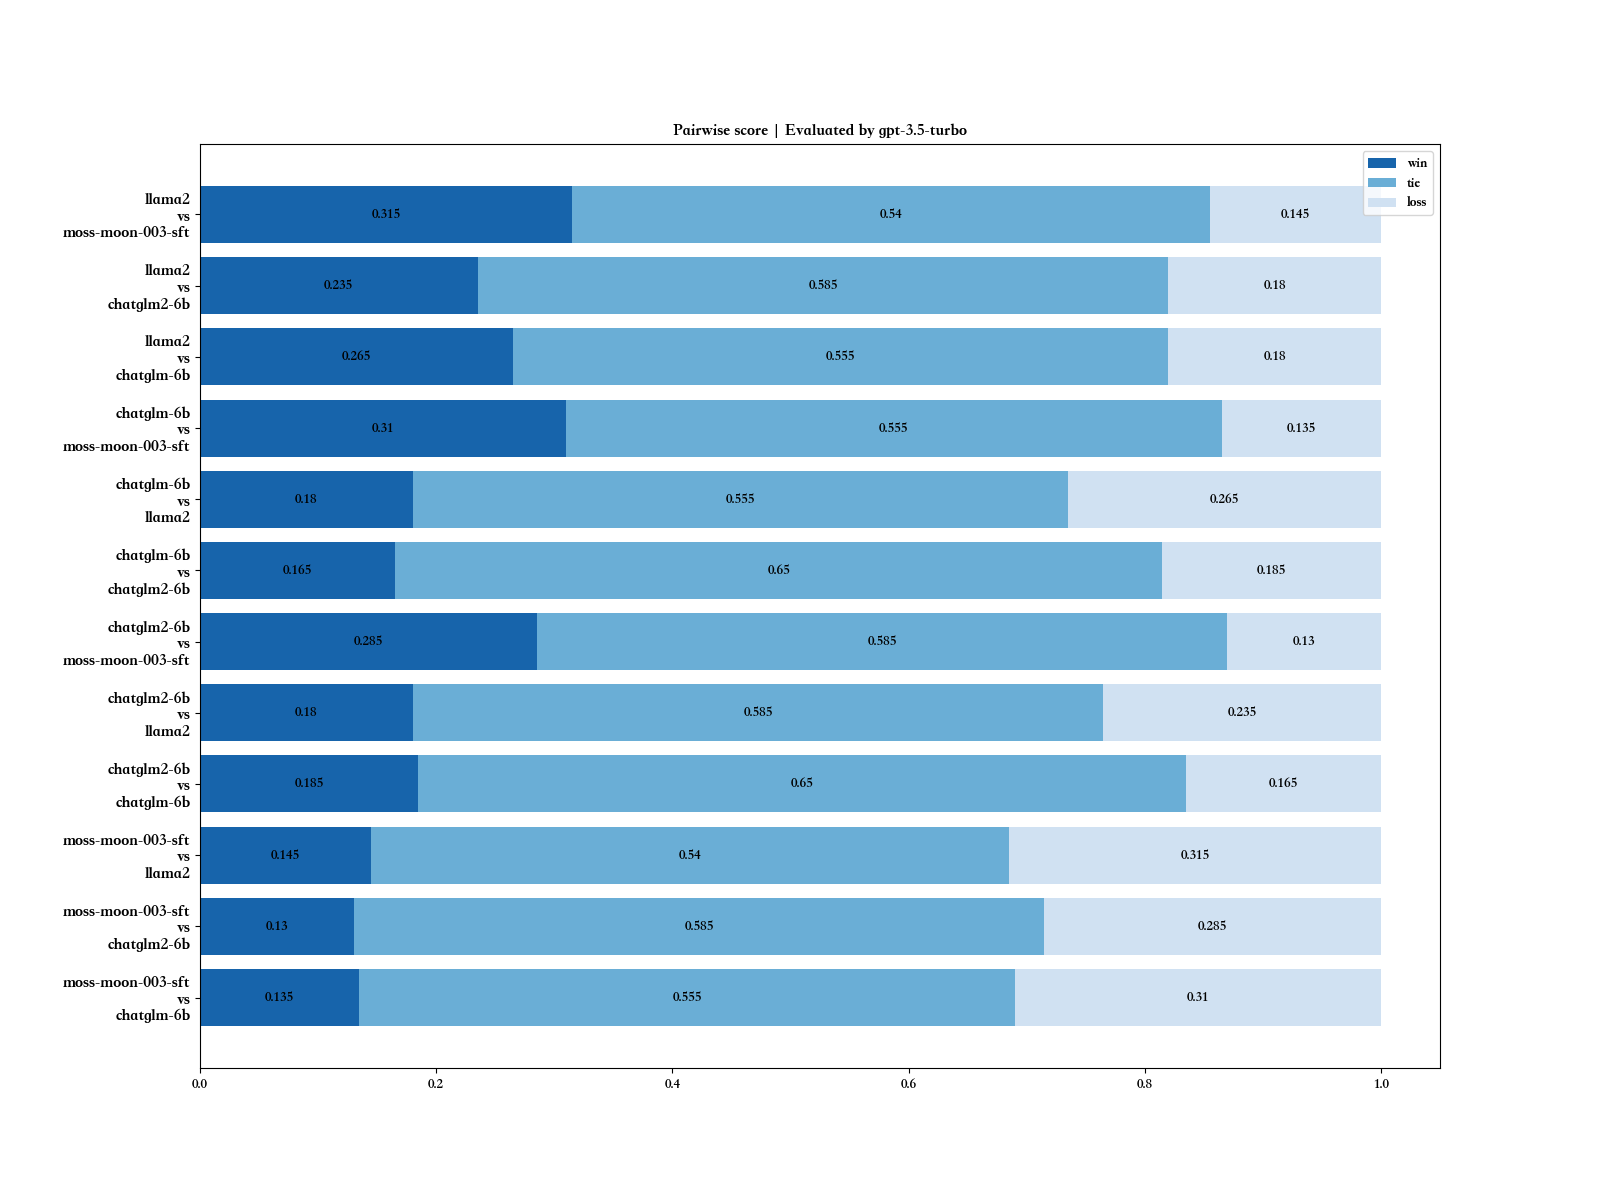 Pairwise score | Evaluated by gpt-3.5-turbo
win
tie
loss
llama2
vs
moss-moon-003-sft
0.315 0.54 0.145
llama2
vs
chatglm2-6b
0.235 0.585 0.18
llama2
vs
chatglm-6b
0.265 0.555 0.18
chatglm-6b
vs
moss-moon-003-sft
0.31 0.555 0.135
chatglm-6b
vs
llama2
0.18 0.555 0.265
chatglm-6b
vs
chatglm2-6b
0.165 0.65 0.185
chatglm2-6b
vs
moss-moon-003-sft
0.285 0.585 0.13
chatglm2-6b
vs
llama2
0.18 0.585 0.235
chatglm2-6b
vs
chatglm-6b
0.185 0.65 0.165
moss-moon-003-sft
vs
llama2
0.145 0.54 0.315
moss-moon-003-sft
vs
chatglm2-6b
0.13 0.585 0.285
moss-moon-003-sft
vs
chatglm-6b
0.135 0.555 0.31
0.0 0.2 0.4 0.6 0.8 1.0